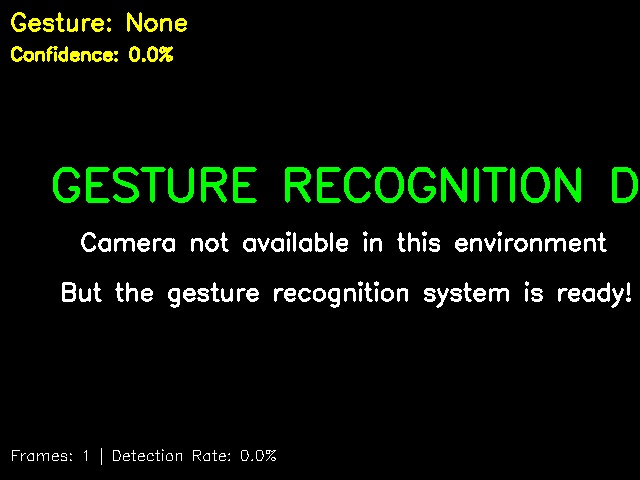 Gesture: None
Confidence: 0.0%
GESTURE RECOGNITION D
Camera not available in this environment
But the gesture recognition system is ready!
Frames: 1 | Detection Rate: 0.0%